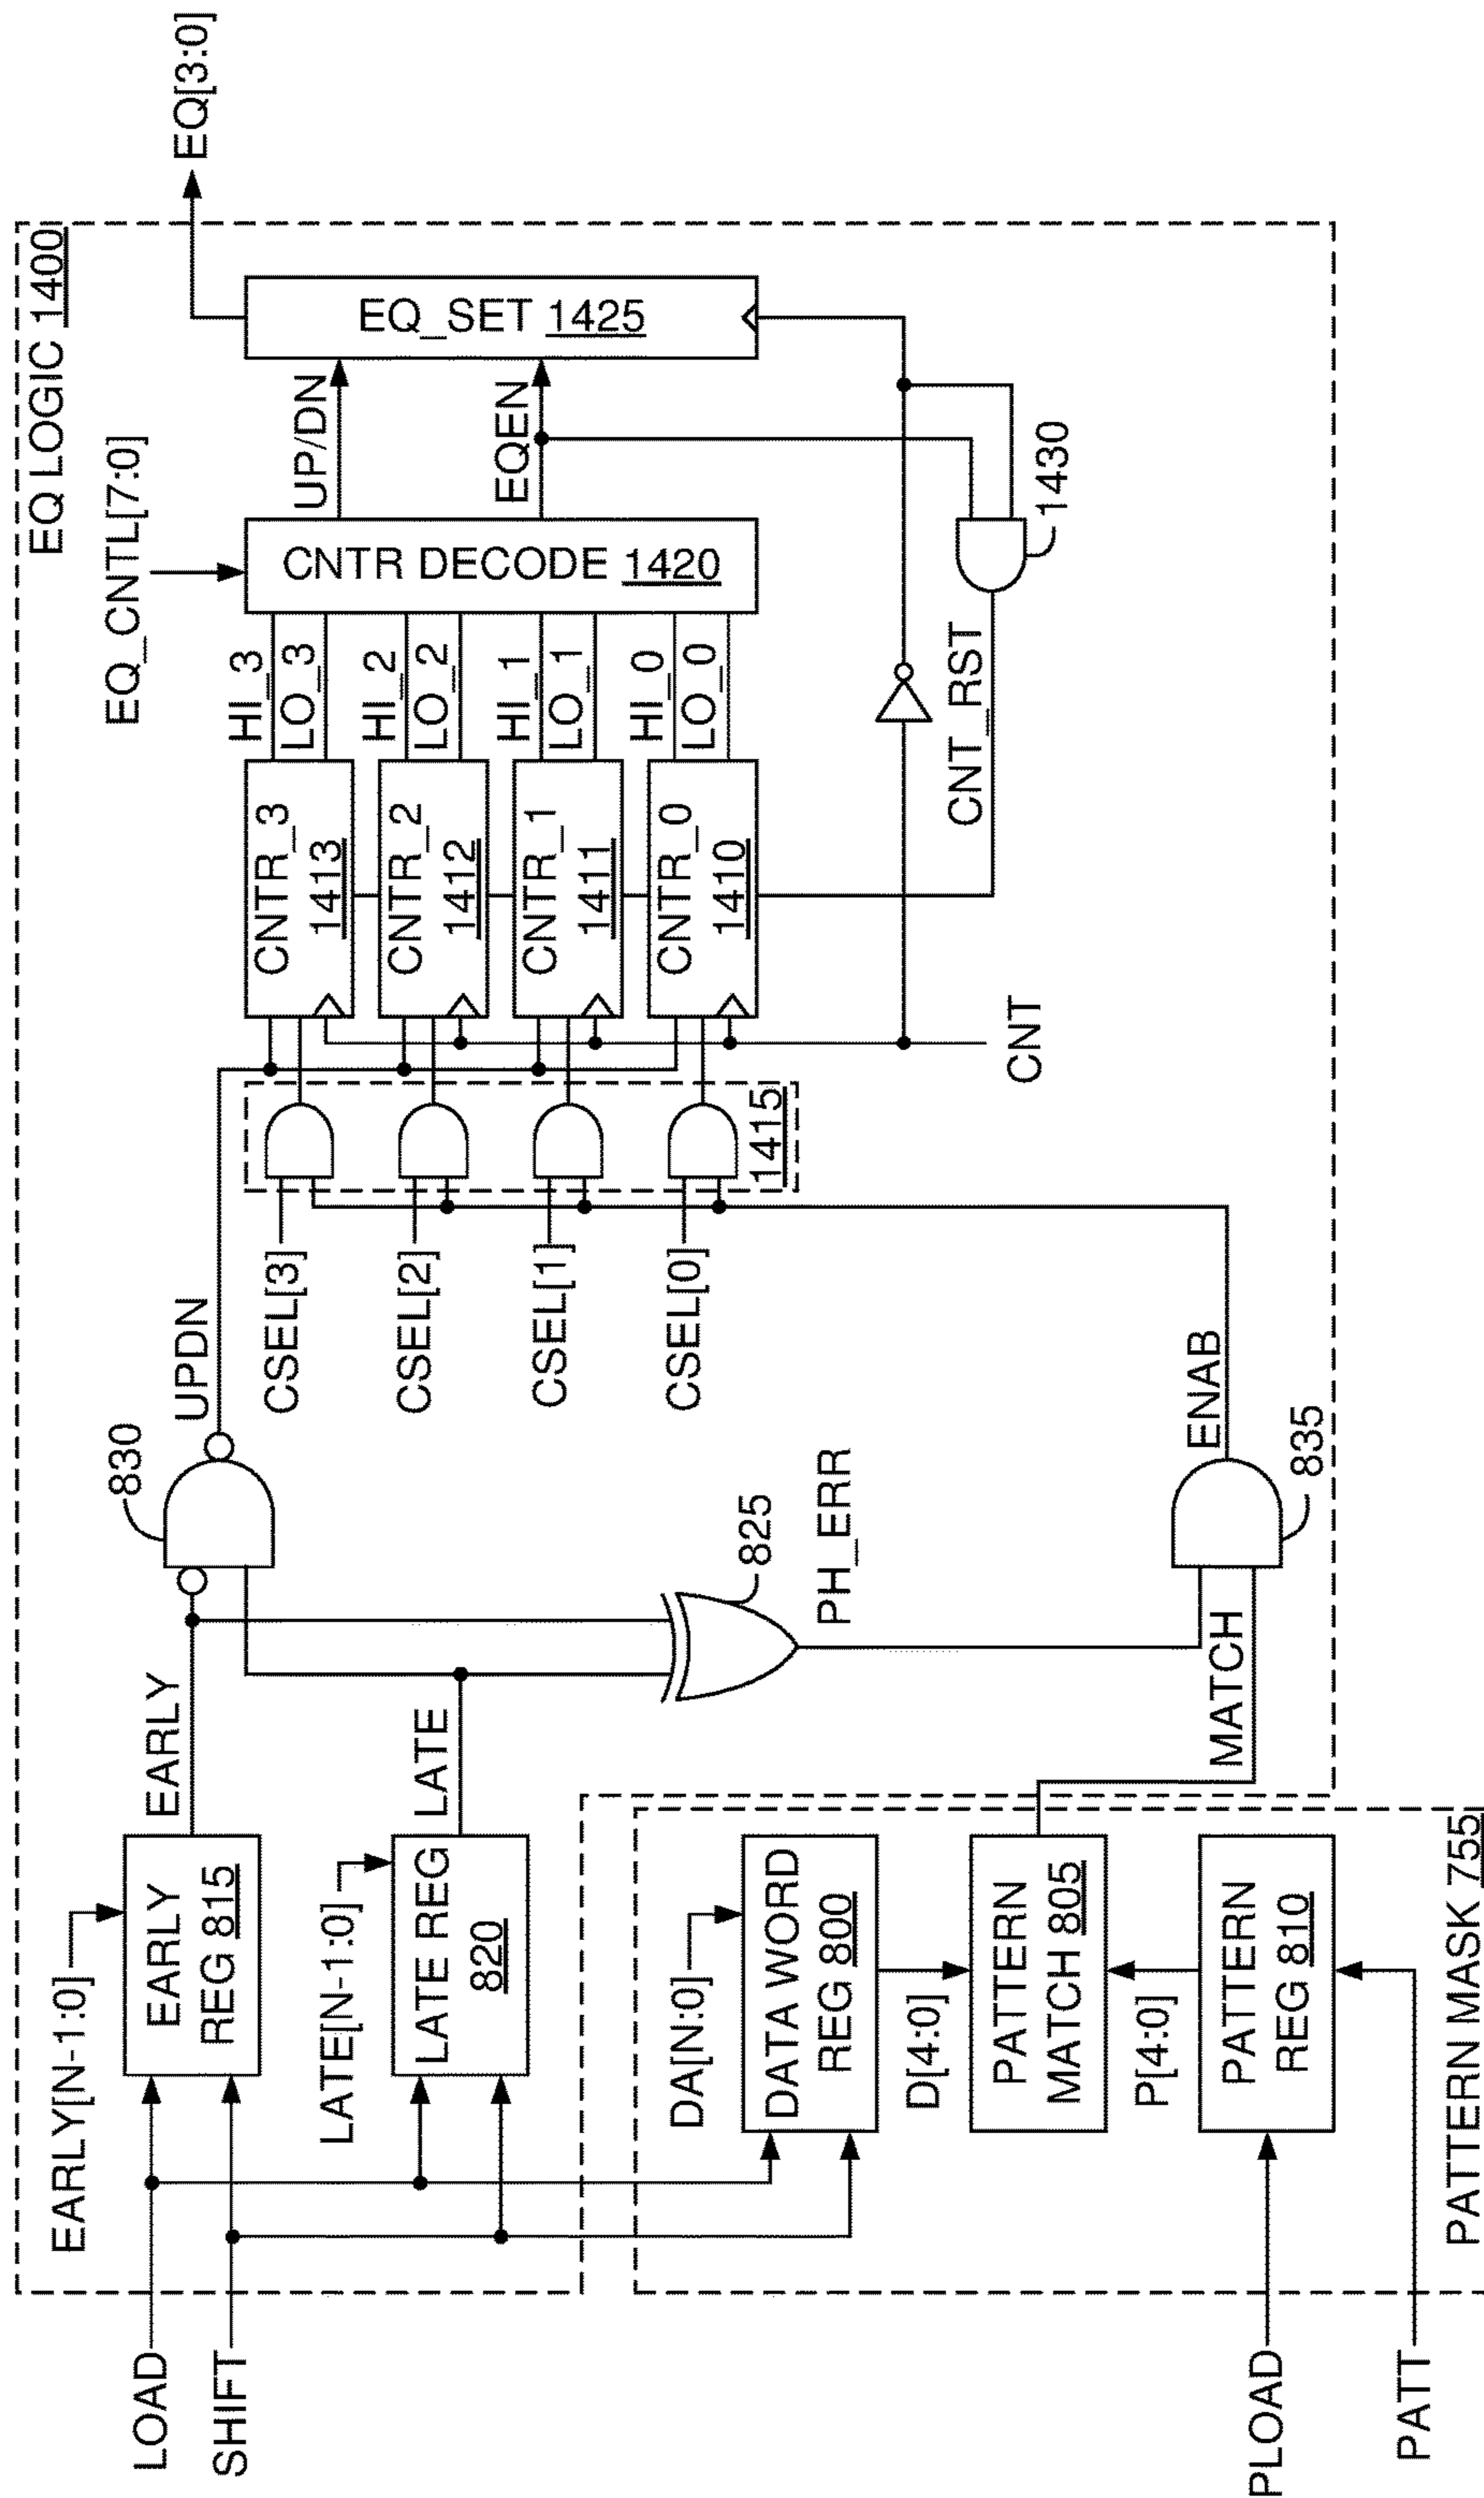 EQ LOGIC 1400
EQ[3:0]
EQ_CNTL[7:0]
EARLY[N-1:0]
LOAD
SHIFT
EARLY
REG 815
EARLY
830
UPDN
LATE[N-1:0]
LATE REG
820
LATE
CSEL[3]
CSEL[2]
CSEL[1]
CSEL[0]
1415
CNTR_3
1413
CNTR_2
1412
CNTR_1
1411
CNTR_0
1410
HI_3
LO_3
HI_2
LO_2
HI_1
LO_1
HI_0
LO_0
CNTR DECODE 1420
UP/DN
EQEN
EQ_SET 1425
825
PH_ERR
CNT
CNT_RST
1430
DA[N:0]
DATA WORD
REG 800
D[4:0]
PATTERN
MATCH 805
P[4:0]
PATTERN
REG 810
MATCH
ENAB
835
PLOAD
PATT
PATTERN MASK 755